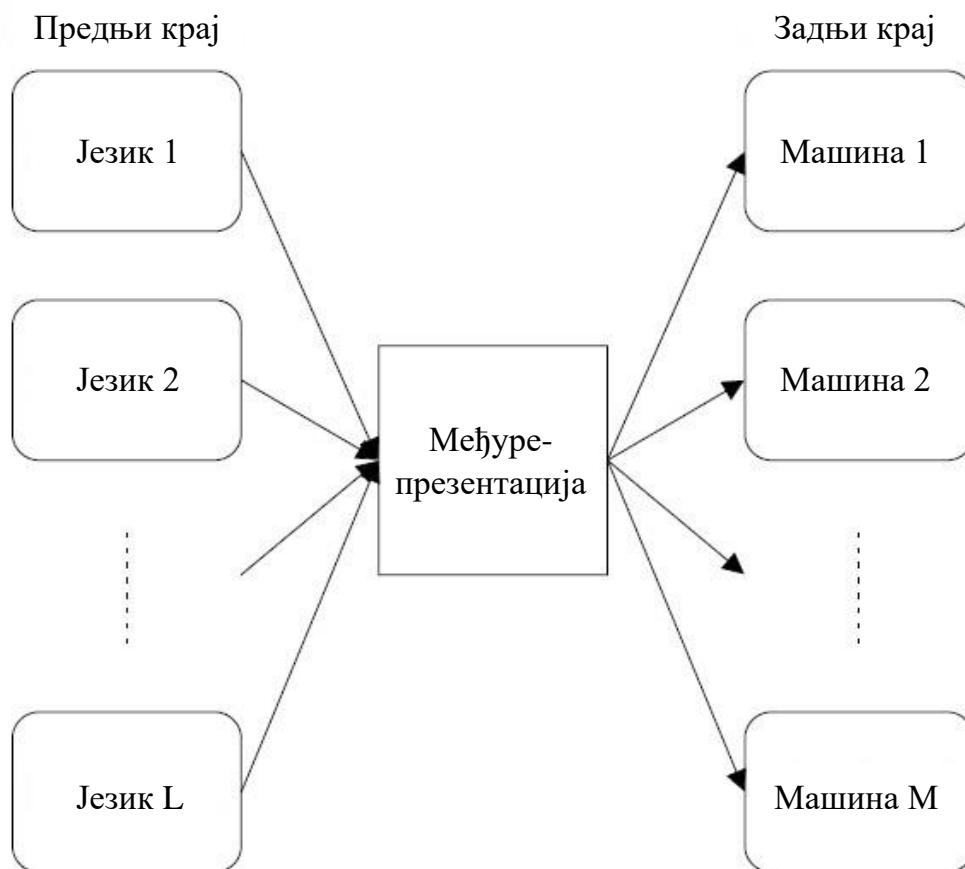 Предњи крај
Задњи крај
Језик 1
Машина 1
Језик 2
Машина 2
Међуре-
презентација
Језик L
Машина M